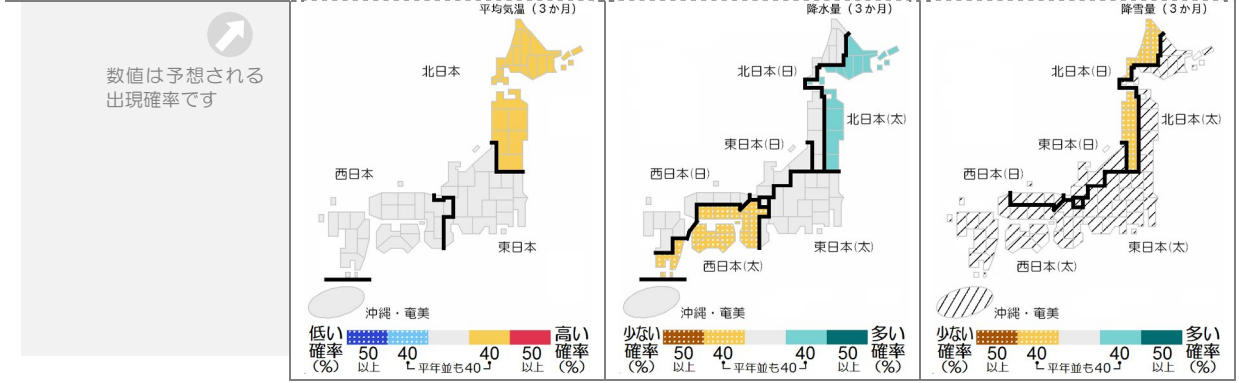 数値は予想される
出現確率です
平均気温（３か月）
北日本
西日本
東日本
沖縄・奄美
低い
確率
(%)
50
以上
40
平年並も40
40
50
以上
高い
確率
(%)
降水量（３か月）
北日本(日)
北日本(太)
東日本(日)
西日本(日)
東日本(太)
西日本(太)
沖縄・奄美
少ない
確率
(%)
50
以上
40
平年並も40
40
50
以上
多い
確率
(%)
降雪量（３か月）
北日本(日)
北日本(太)
東日本(日)
西日本(日)
東日本(太)
西日本(太)
沖縄・奄美
少ない
確率
(%)
50
以上
40
平年並も40
40
50
以上
多い
確率
(%)